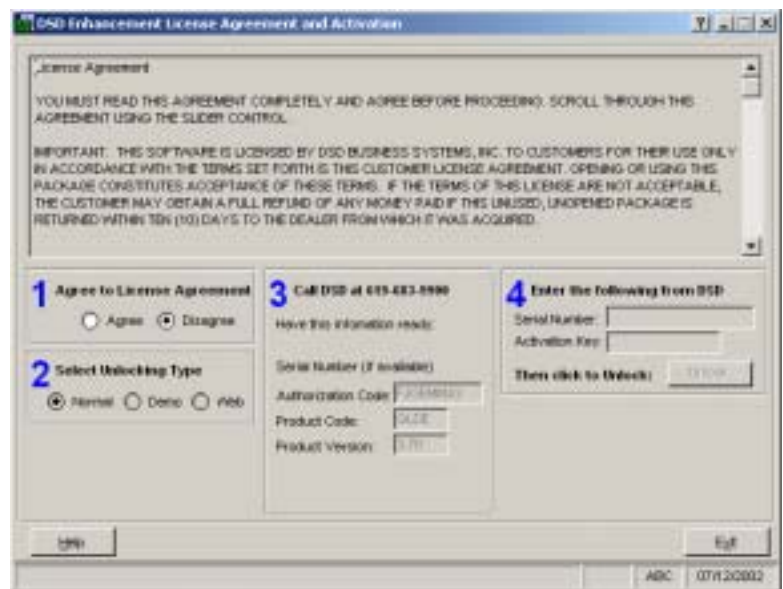 DSD Enhancement License Agreement and Activation
License Agreement
YOU MUST READ THIS AGREEMENT COMPLETELY AND AGREE BEFORE PROCEEDING. SCROLL THROUGH THIS
AGREEMENT USING THE SLIDER CONTROL
IMPORTANT: THIS SOFTWARE IS LICENSED BY DSD BUSINESS SYSTEMS, INC. TO CUSTOMERS FOR THEIR USE ONLY
IN ACCORDANCE WITH THE TERMS SET FORTH IS THIS CUSTOMER LICENSE AGREEMENT. OPENING OR USING THIS
PACKAGE CONSTITUTES ACCEPTANCE OF THESE TERMS. IF THE TERMS OF THIS LICENSE ARE NOT ACCEPTABLE,
THE CUSTOMER MAY OBTAIN A FULL REFUND OF ANY MONEY PAID IF THIS UNUSED, UNOPENED PACKAGE IS
RETURNED WITHIN TEN (10) DAYS TO THE DEALER FROM WHICH IT WAS ACQUIRED.
1 Agree to License Agreement
Agree Disagree
2 Select Unlocking Type
Normal Demo Web
3 Call DSD at
Have this information ready:
Serial Number (if available)
Authorization Code:
Product Code:
Product Version:
4 Enter the following from DSD
Serial Number:
Activation Key:
Then click to Unlock:
Help
Exit
ABC 07/12/2002